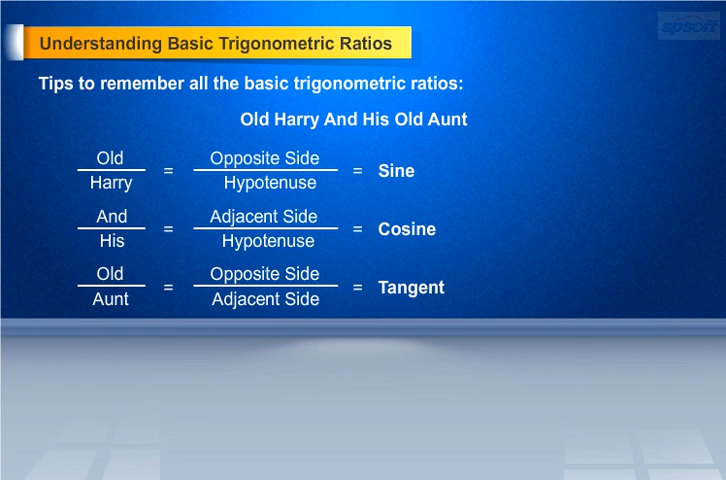 spsoft
Understanding Basic Trigonometric Ratios
Tips to remember all the basic trigonometric ratios:
Old Harry And His Old Aunt
Old / Harry = Opposite Side / Hypotenuse = Sine
And / His = Adjacent Side / Hypotenuse = Cosine
Old / Aunt = Opposite Side / Adjacent Side = Tangent